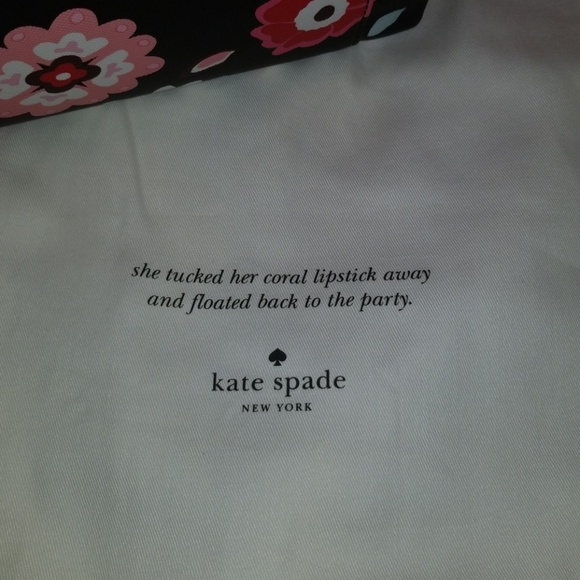 she tucked her coral lipstick away
and floated back to the party.
kate spade
NEW YORK